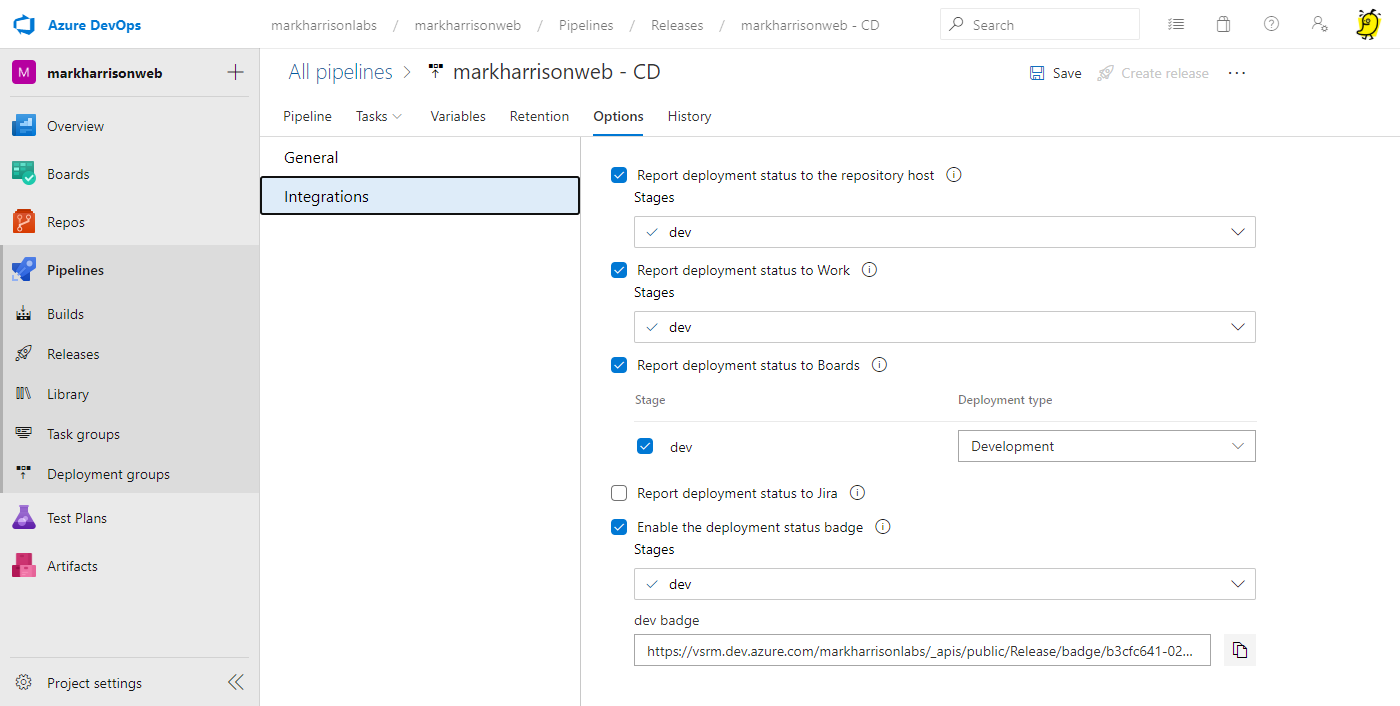 Azure DevOps
markharrisonlabs / markharrisonweb / Pipelines / Releases / markharrisonweb - CD
Search
M markharrisonweb
Overview
Boards
Repos
Pipelines
Builds
Releases
Library
Task groups
Deployment groups
Test Plans
Artifacts
Project settings
All pipelines > markharrisonweb - CD
Save
Create release
...
Pipeline Tasks Variables Retention Options History
General
Integrations
Report deployment status to the repository host
Stages
dev
Report deployment status to Work
Stages
dev
Report deployment status to Boards
Stage Deployment type
dev Development
Report deployment status to Jira
Enable the deployment status badge
Stages
dev
dev badge
https://vsrm.dev.azure.com/markharrisonlabs/_apis/public/Release/badge/b3cfc641-02...